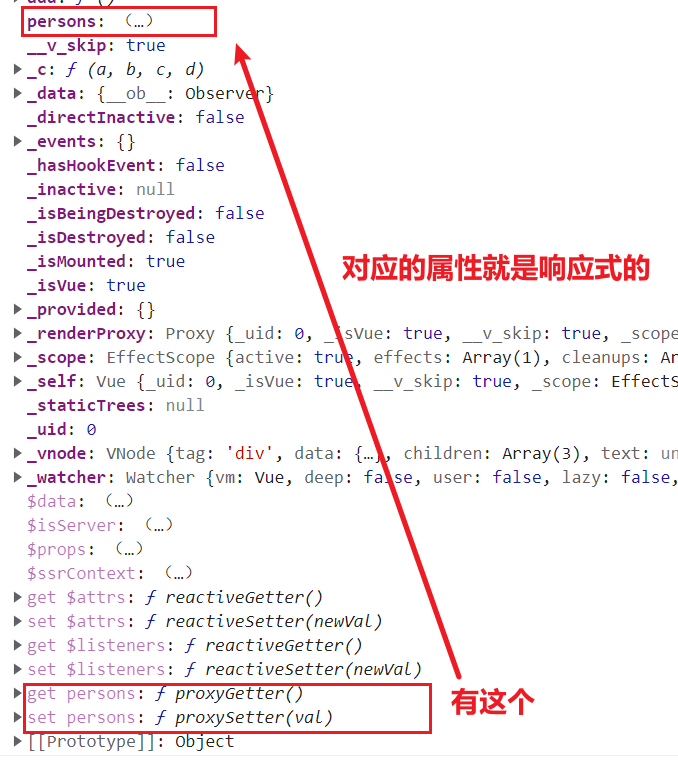 persons: (…)
__v_skip: true
▶_c: ƒ (a, b, c, d)
▶_data: {__ob__: Observer}
_directInactive: false
▶_events: {}
_hasHookEvent: false
_inactive: null
_isBeingDestroyed: false
_isDestroyed: false
_isMounted: true
对应的属性就是响应式的
_isVue: true
▶_provided: {}
▶_renderProxy: Proxy {_uid: 0, _isVue: true, __v_skip: true, _scope
▶_scope: EffectScope {active: true, effects: Array(1), cleanups: Ar
▶_self: Vue {_uid: 0, _isVue: true, __v_skip: true, _scope: EffectS
_staticTrees: null
_uid: 0
▶_vnode: VNode {tag: 'div', data: {…}, children: Array(3), text: un
▶_watcher: Watcher {vm: Vue, deep: false, user: false, lazy: false,
$data: (…)
$isServer: (…)
$props: (…)
$ssrContext: (…)
▶get $attrs: ƒ reactiveGetter()
▶set $attrs: ƒ reactiveSetter(newVal)
▶get $listeners: ƒ reactiveGetter()
▶set $listeners: ƒ reactiveSetter(newVal)
▶get persons: ƒ proxyGetter()
有这个
▶set persons: ƒ proxySetter(val)
▶[[Prototype]]: Object